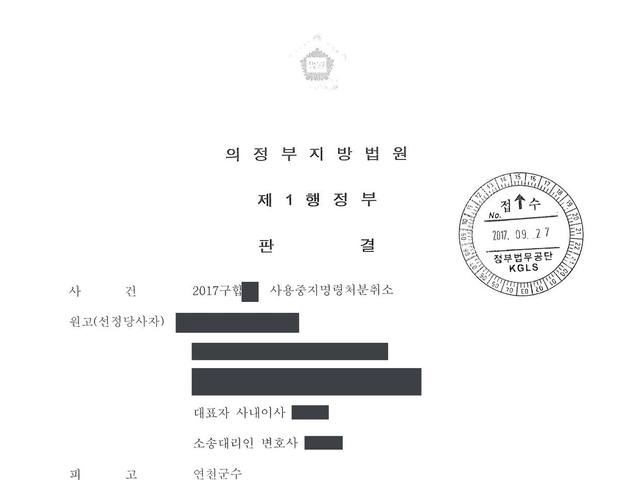 법원
의정부지방법원
제1행정부
접↑수
No.
2017. 09. 27
정부법무공단
KGLS
판 결
사 건 2017구합 사용중지명령처분취소
원고(선정당사자)
대표자 사내이사
소송대리인 변호사
피 고 연천군수